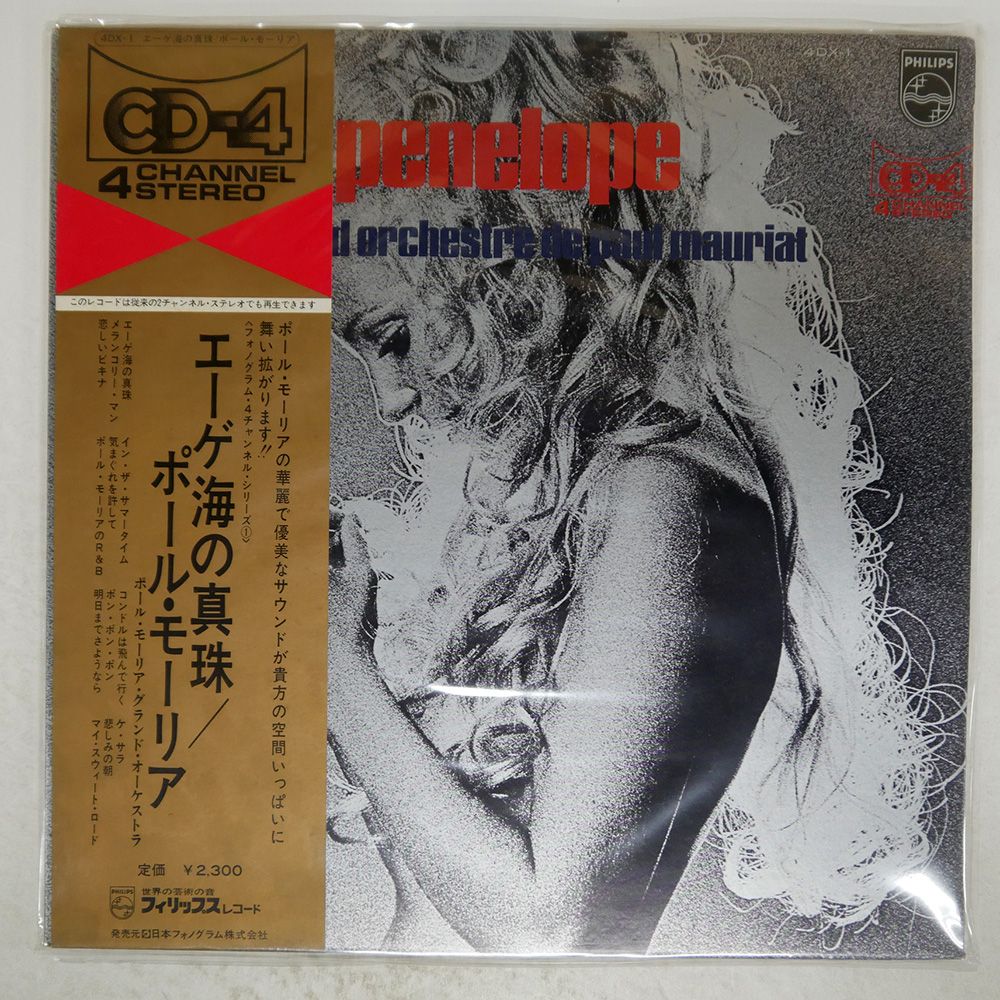 4DX-1 エーゲ海の真珠/ポール・モーリア
CD-4
4 CHANNEL
STEREO
このレコードは従来の2チャンネル・ステレオでも再生できます
ポール・モーリアの華麗で優美なサウンドが貴方の空間いっぱいに
舞い拡がります!!
〈フォノグラム・4チャンネル・シリーズ①〉
エーゲ海の真珠/
ポール・モーリア
ポール・モーリア・グランド・オーケストラ
エーゲ海の真珠
メランコリー・マン
悲しいビキナ
イン・ザ・サマータイム
気まぐれを許して
ポール・モーリアのR&B
コンドルは飛んで行く
ボン・ボン・ボン
明日までさようなら
ケ・サラ
悲しみの朝
マイ・スウィート・ロード
定価 ¥2,300
PHILIPS
世界の芸術の音
フィリップスレコード
発売元 日本フォノグラム株式会社
4DX-1
PHILIPS
penelope
d orchestre de paul mauriat
CD-4
4 CHANNEL
STEREO